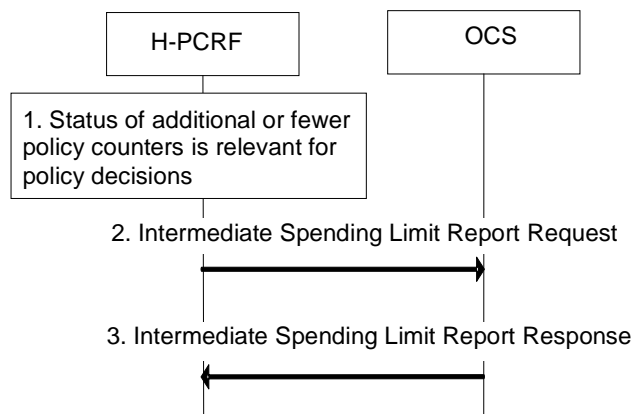 H-PCRF
OCS
1. Status of additional or fewer
policy counters is relevant for
policy decisions
2. Intermediate Spending Limit Report Request
3. Intermediate Spending Limit Report Response